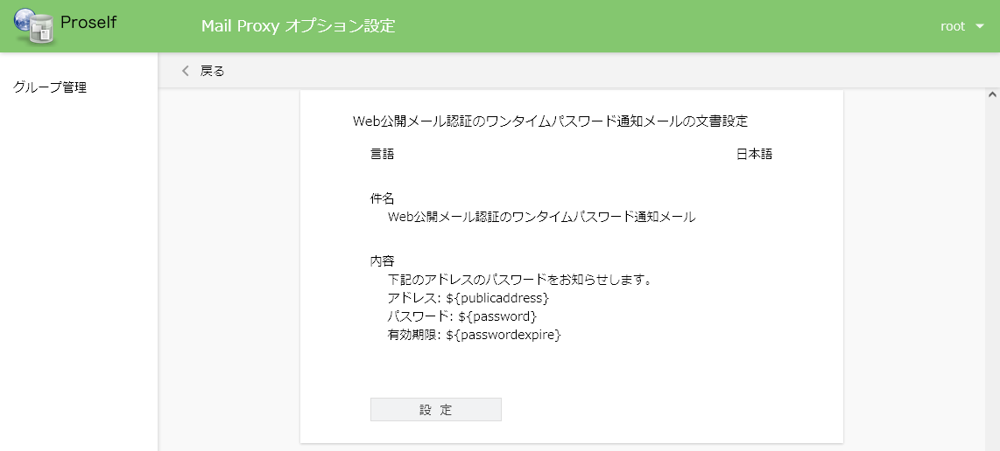 Proself
Mail Proxy オプション設定
root
グループ管理
戻る
Web公開メール認証のワンタイムパスワード通知メールの文書設定
言語
日本語
件名
Web公開メール認証のワンタイムパスワード通知メール
内容
下記のアドレスのパスワードをお知らせします。
アドレス: ${publicaddress}
パスワード: ${password}
有効期限: ${passwordexpire}
設 定